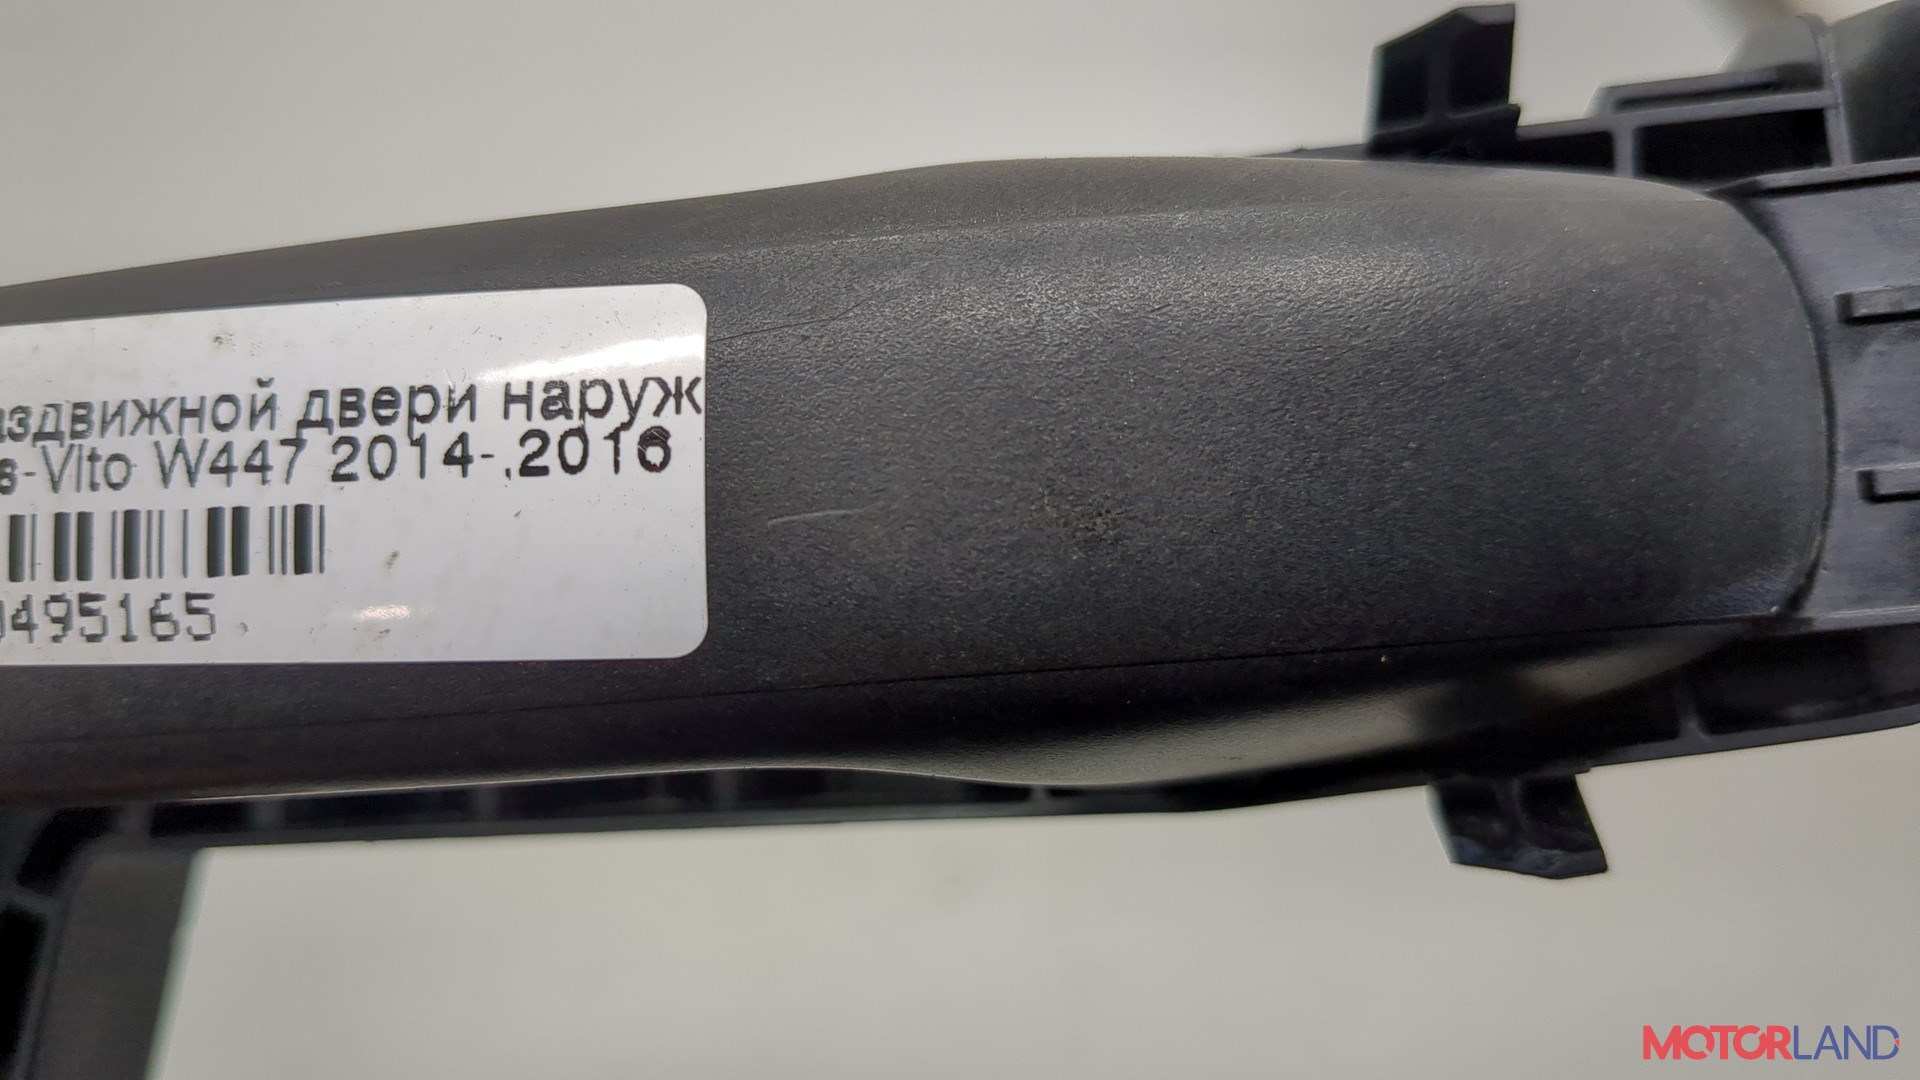 аздвижной двери наруж
в-Vito W447 2014-,2016
0495165
MOTORLAND